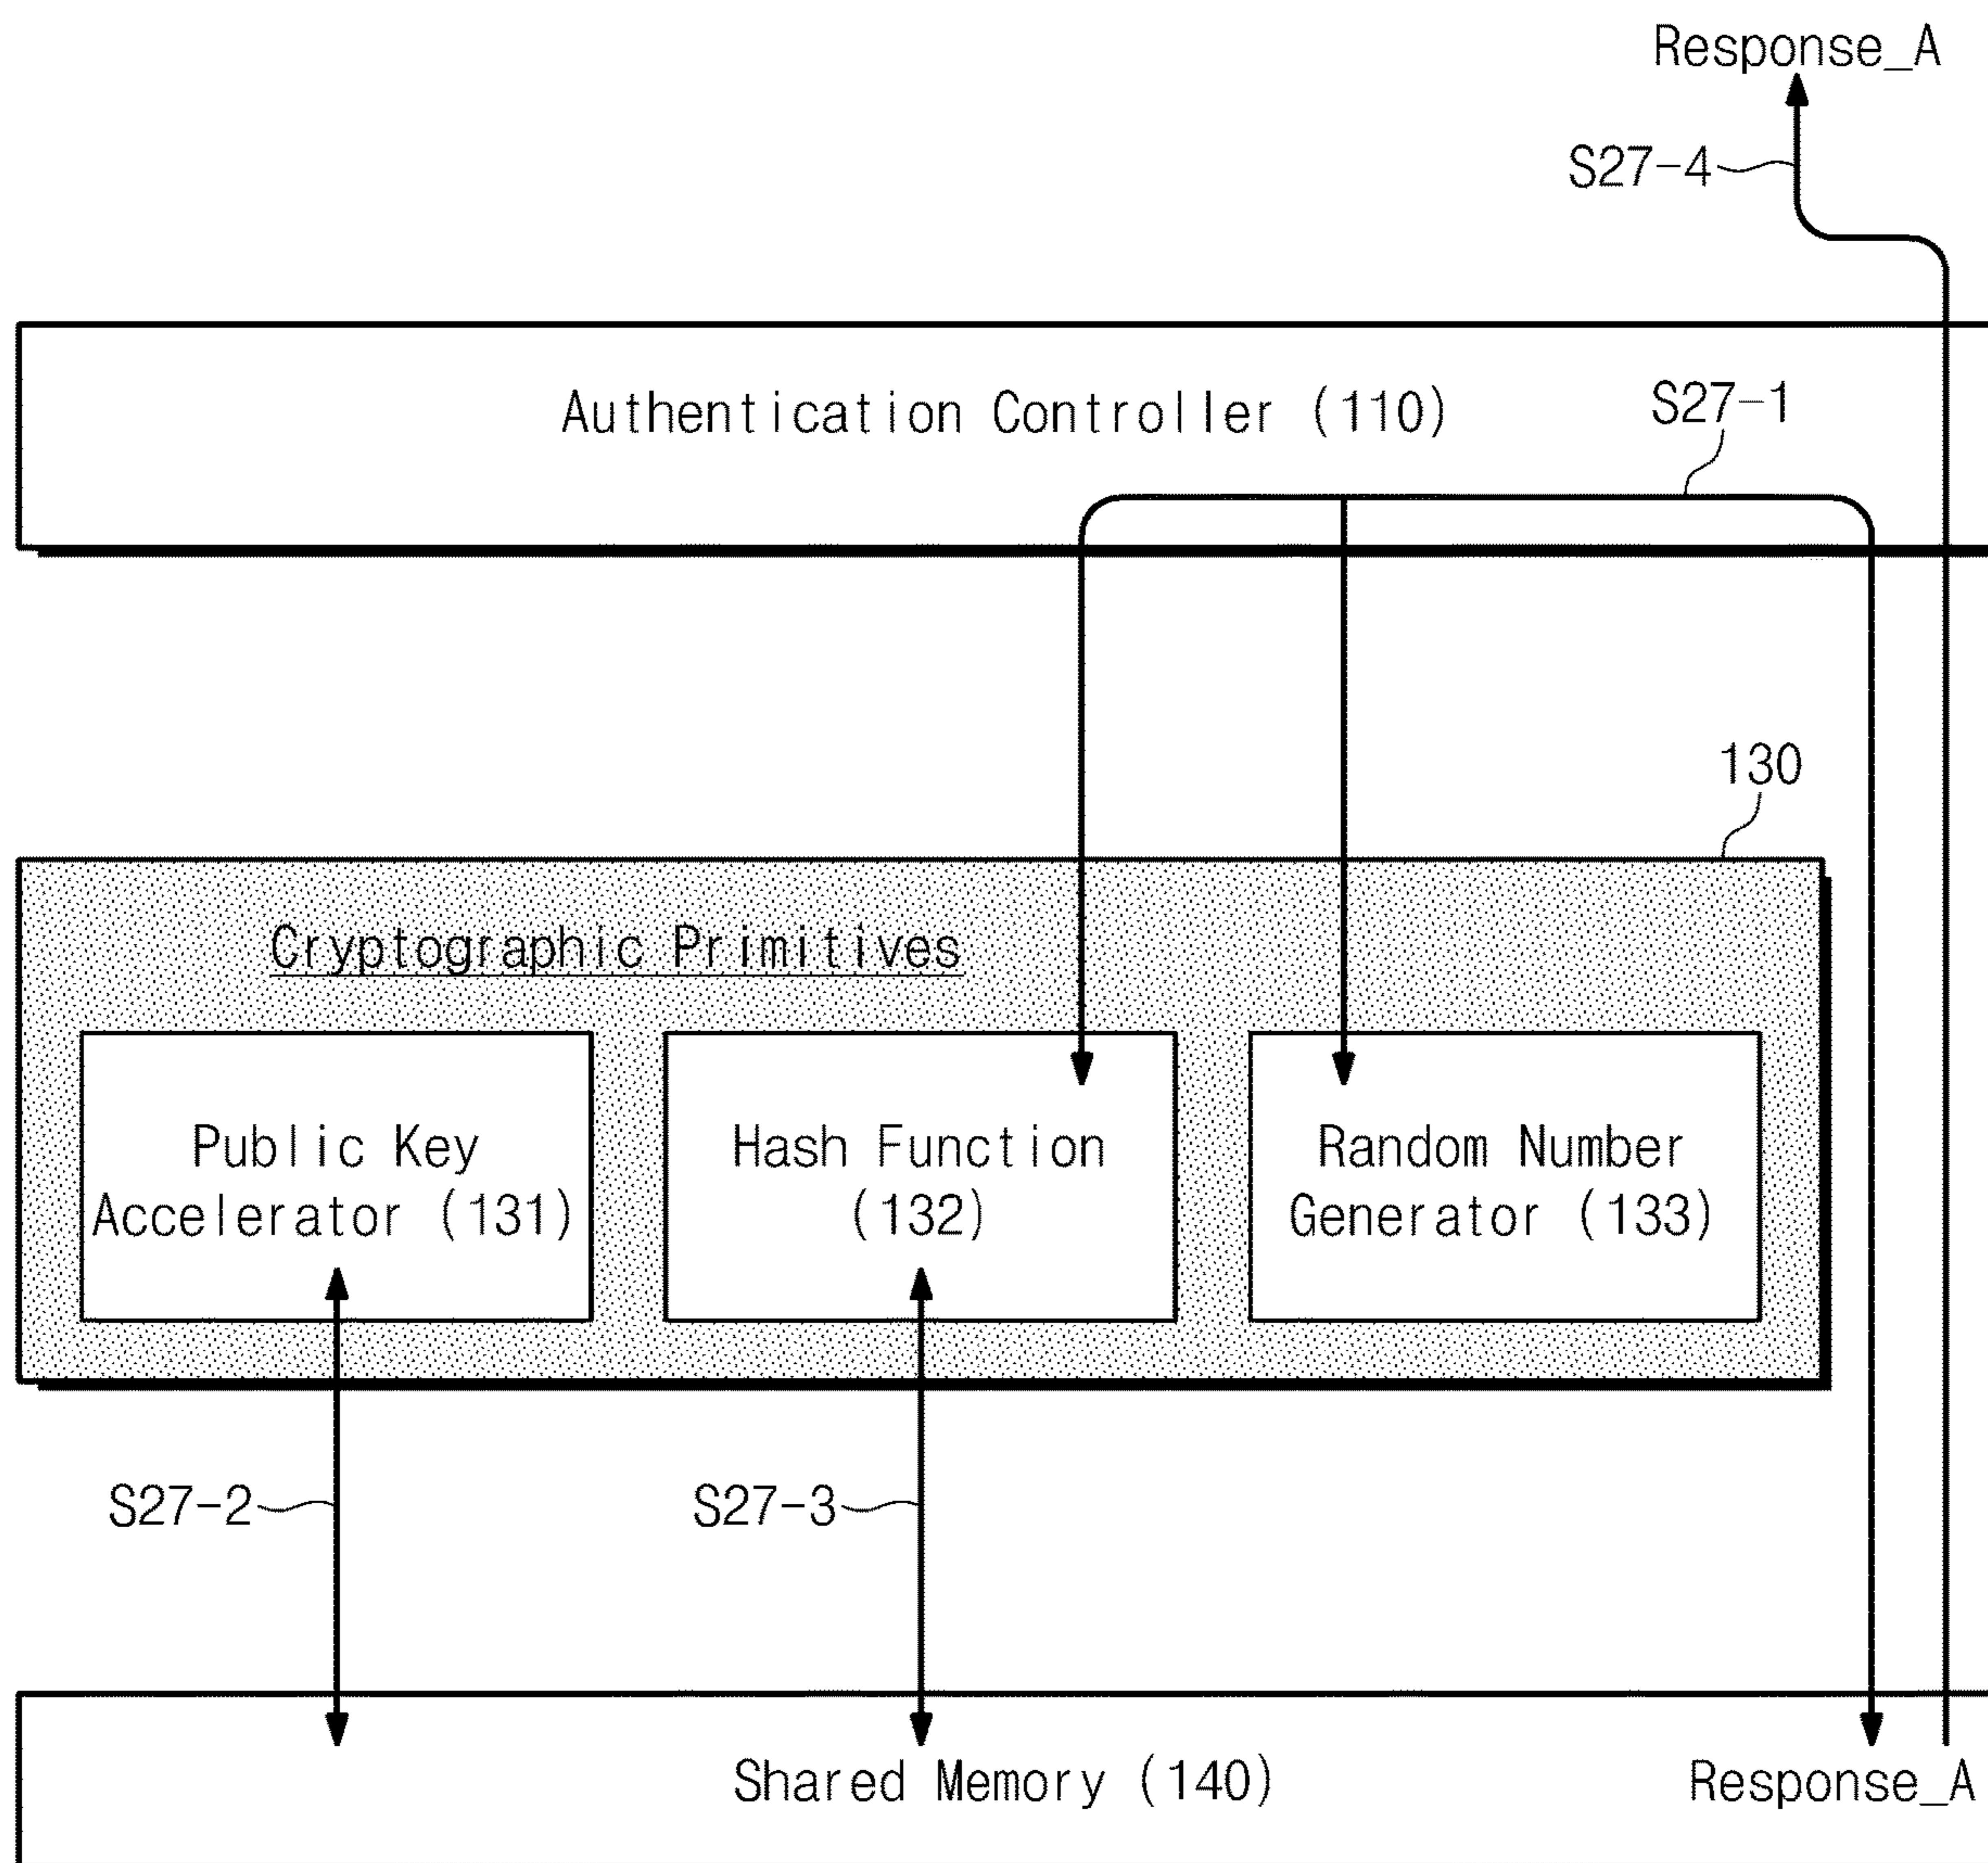 Response_A
S27-4
Authentication Controller (110)
S27-1
130
Cryptographic Primitives
Public Key
Accelerator (131)
Hash Function
(132)
Random Number
Generator (133)
S27-2
S27-3
Shared Memory (140)
Response_A